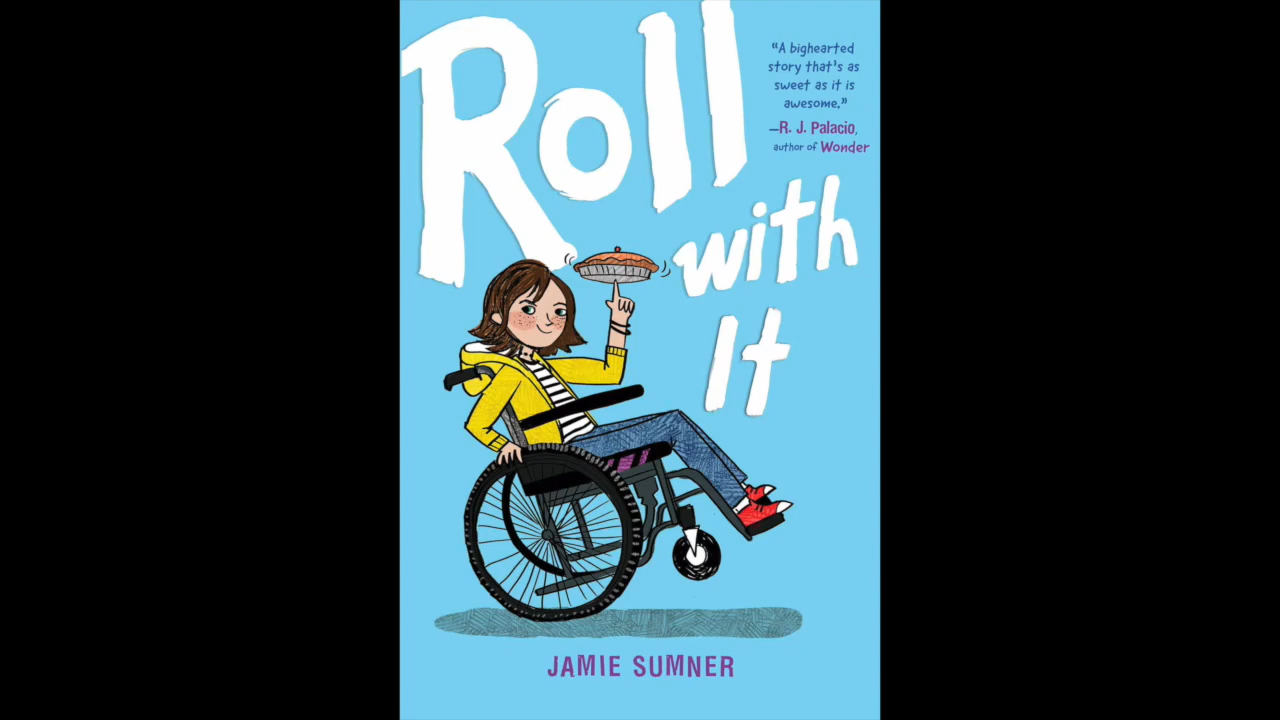 Roll
with
It
“A bighearted
story that’s as
sweet as it is
awesome.”
—R. J. Palacio,
author of Wonder
JAMIE SUMNER